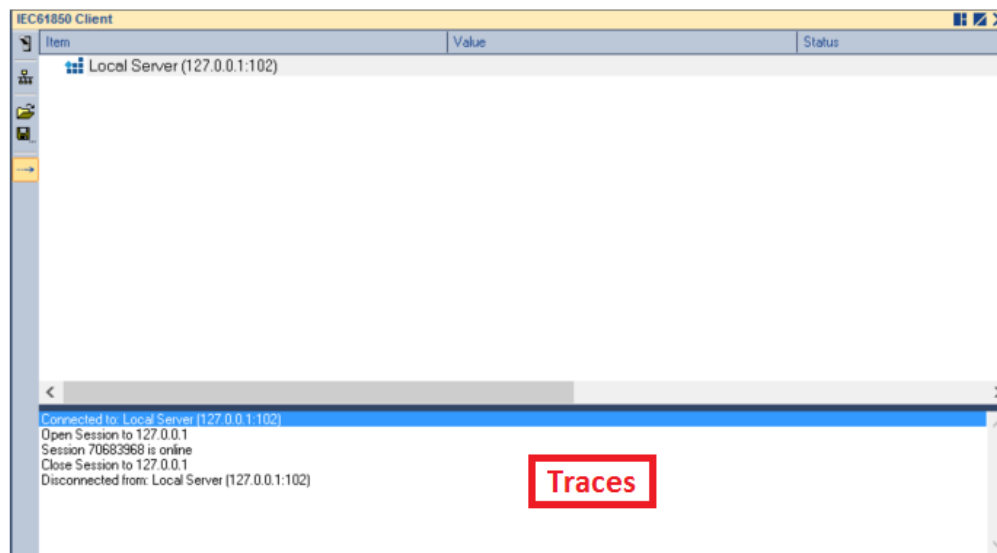 IEC61850 Client
Item Value Status
Local Server (127.0.0.1:102)
Connected to: Local Server (127.0.0.1:102)
Open Session to 127.0.0.1
Session 70683968 is online
Close Session to 127.0.0.1
Disconnected from: Local Server (127.0.0.1:102)
Traces